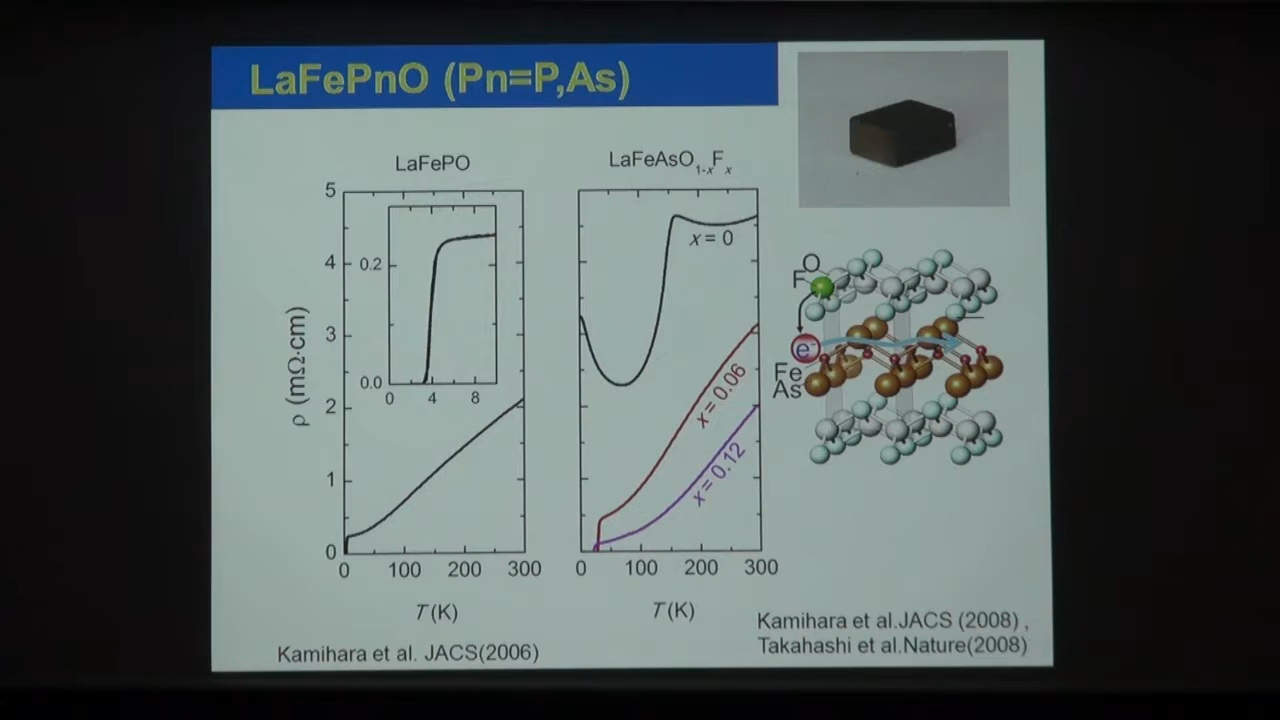 LaFePnO (Pn=P,As)
LaFePO
5
4
3
2
1
0
ρ (mΩ·cm)
0.2
0.0
0 4 8
0 100 200 300
T (K)
Kamihara et al. JACS(2006)
LaFeAsO1-xFx
x = 0
x = 0.06
x = 0.12
0 100 200 300
T (K)
O
F
e-
Fe
As
Kamihara et al.JACS (2008) ,
Takahashi et al.Nature(2008)